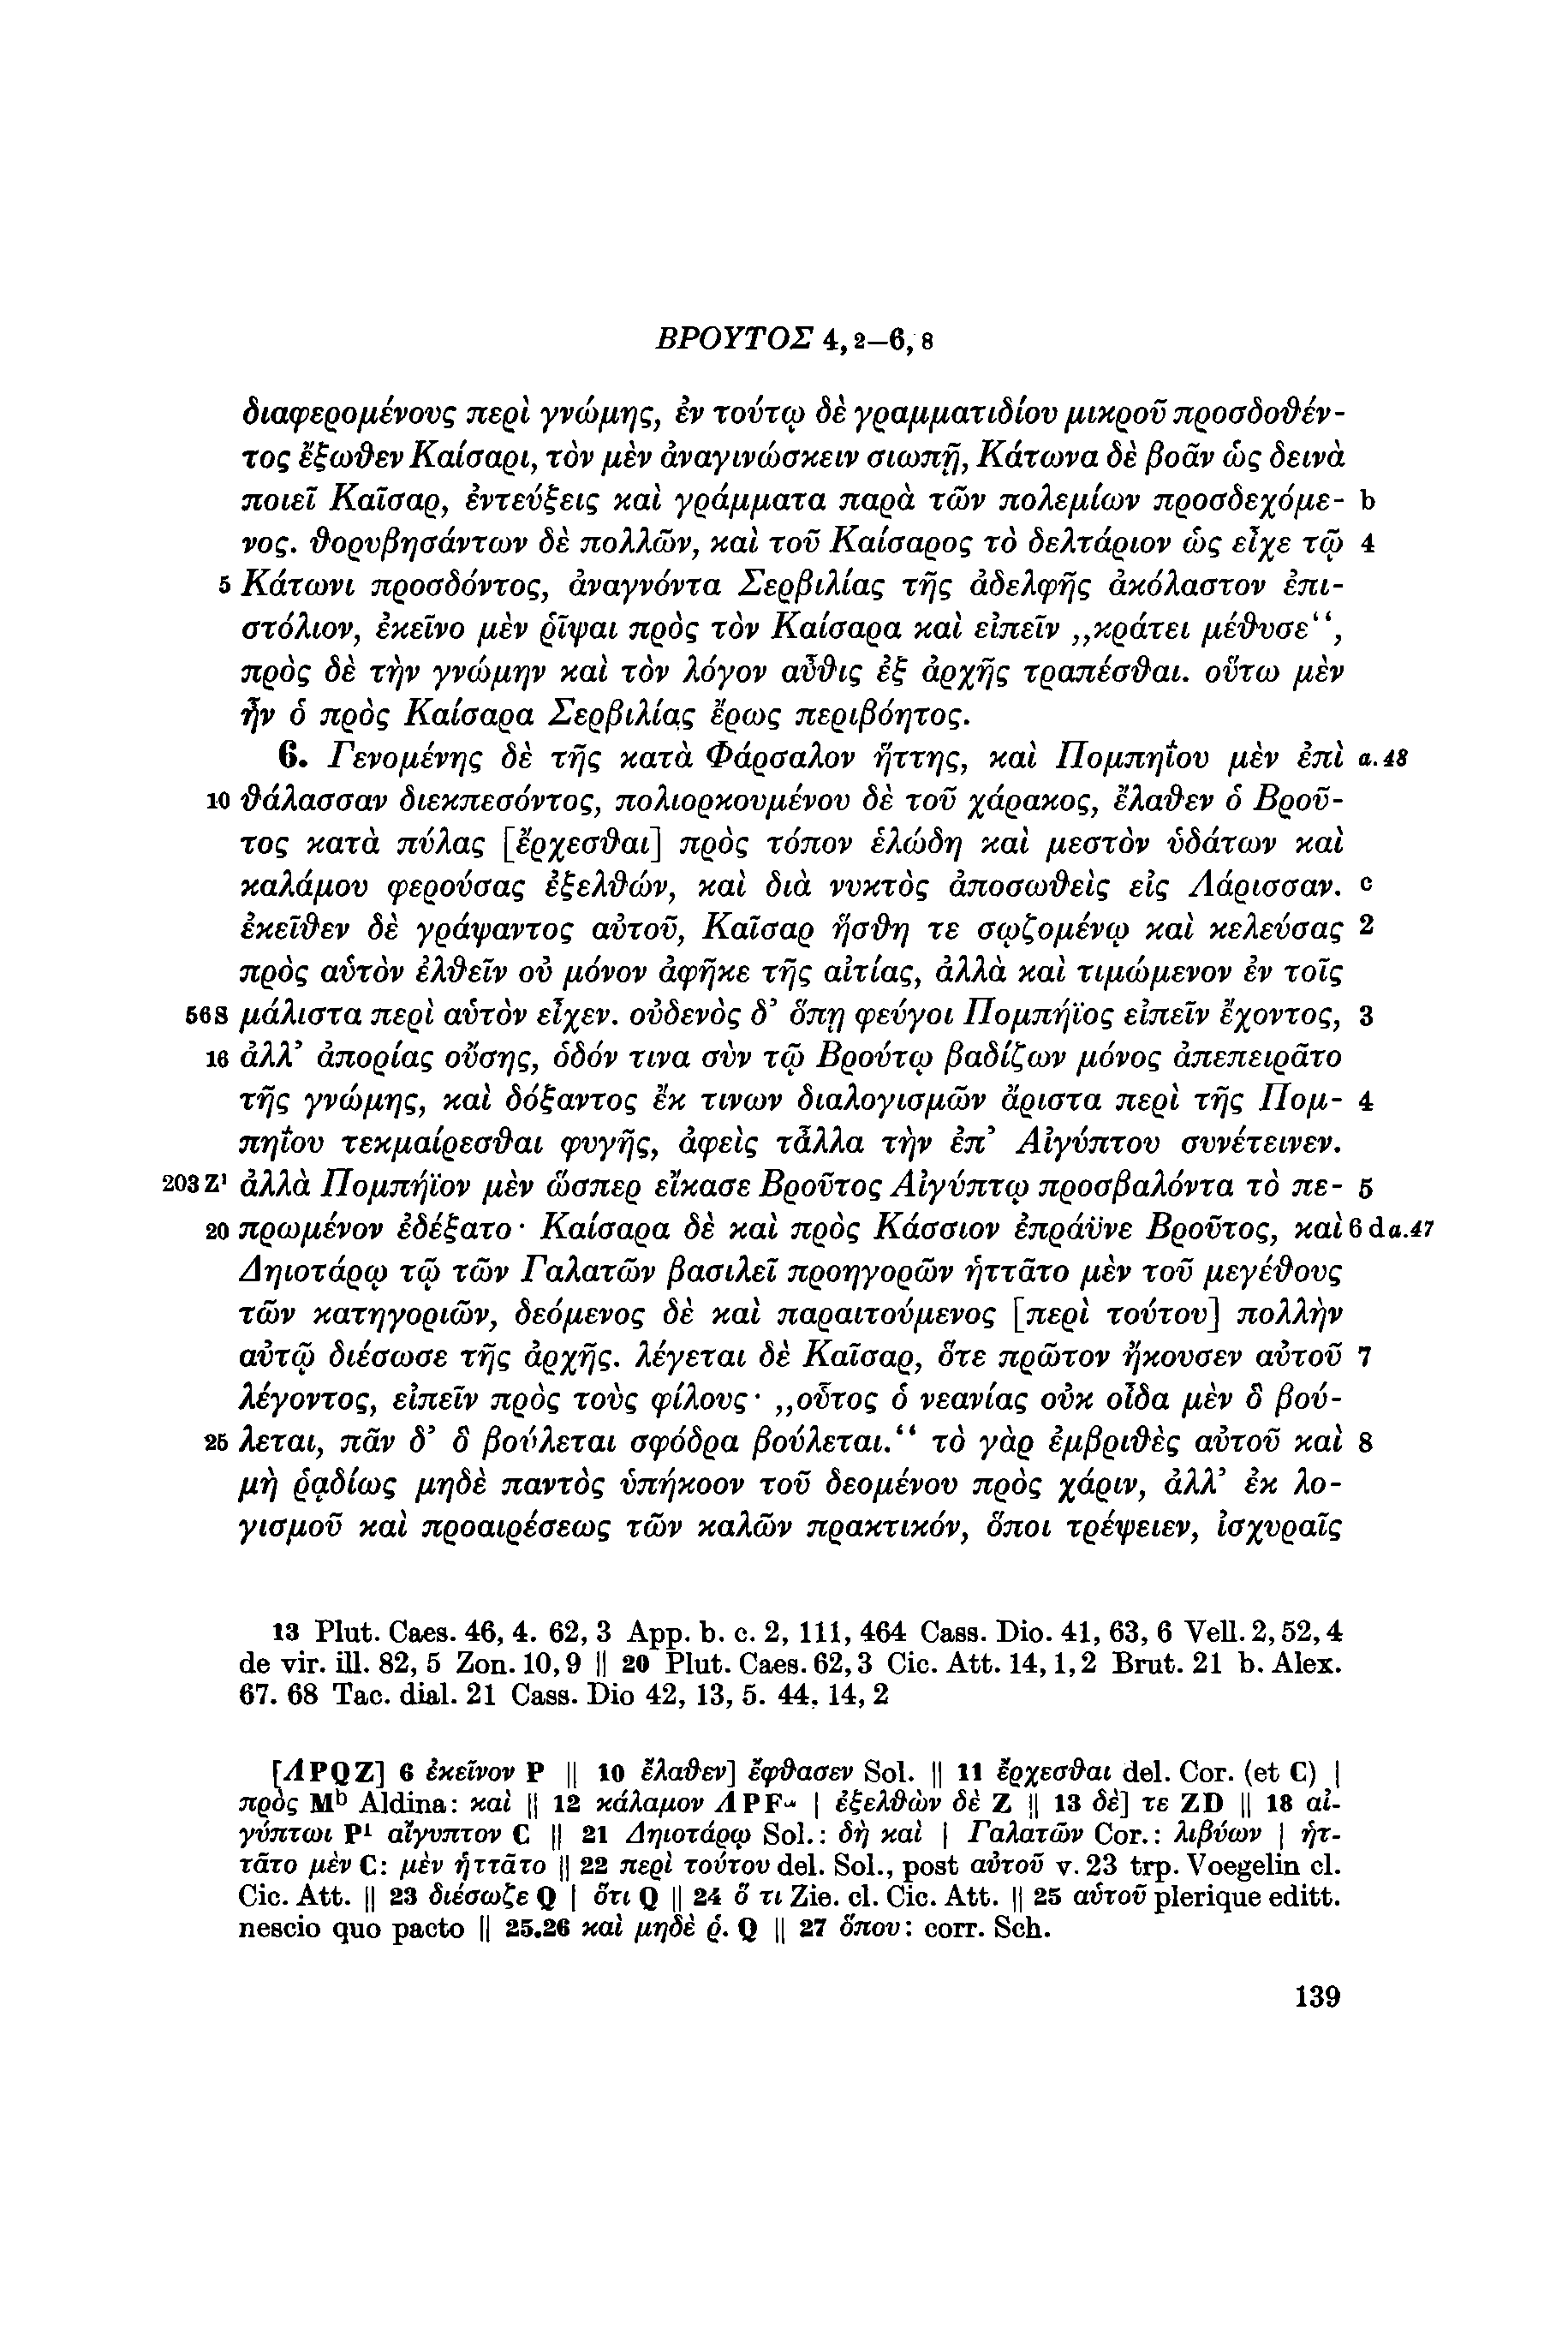 ΒΡΟΥΤΟΣ 4,2–6,8
διαφερομένους περὶ γνώμης, ἐν τούτῳ δὲ γραμματιδίου μικροῦ προσδοθέν-
τος ἔξωθεν Καίσαρι, τὸν μὲν ἀναγινώσκειν σιωπῇ, Κάτωνα δὲ βοᾶν ὡς δεινὰ
ποιεῖ Καῖσαρ, ἐντεύξεις καὶ γράμματα παρὰ τῶν πολεμίων προσδεχόμε- b
νος. θορυβησάντων δὲ πολλῶν, καὶ τοῦ Καίσαρος τὸ δελτάριον ὡς εἶχε τῷ 4
5 Κάτωνι προσδόντος, ἀναγνόντα Σερβιλίας τῆς ἀδελφῆς ἀκόλαστον ἐπι-
στόλιον, ἐκεῖνο μὲν ῥῖψαι πρὸς τὸν Καίσαρα καὶ εἰπεῖν „κράτει μέθυσε“,
πρὸς δὲ τὴν γνώμην καὶ τὸν λόγον αὖθις ἐξ ἀρχῆς τραπέσθαι. οὕτω μὲν
ἦν ὁ πρὸς Καίσαρα Σερβιλίας ἔρως περιβόητος.
6. Γενομένης δὲ τῆς κατὰ Φάρσαλον ἥττης, καὶ Πομπηΐου μὲν ἐπὶ a. 48
10 θάλασσαν διεκπεσόντος, πολιορκουμένου δὲ τοῦ χάρακος, ἔλαθεν ὁ Βροῦ-
τος κατὰ πύλας [ἔρχεσθαι] πρὸς τόπον ἑλώδη καὶ μεστὸν ὑδάτων καὶ
καλάμου φερούσας ἐξελθών, καὶ διὰ νυκτὸς ἀποσωθεὶς εἰς Λάρισσαν. c
ἐκεῖθεν δὲ γράψαντος αὐτοῦ, Καῖσαρ ἥσθη τε σῳζομένῳ καὶ κελεύσας 2
πρὸς αὑτὸν ἐλθεῖν οὐ μόνον ἀφῆκε τῆς αἰτίας, ἀλλὰ καὶ τιμώμενον ἐν τοῖς
56S μάλιστα περὶ αὑτὸν εἶχεν. οὐδενὸς δ’ ὅπῃ φεύγοι Πομπήϊος εἰπεῖν ἔχοντος, 3
16 ἀλλ’ ἀπορίας οὔσης, ὁδόν τινα σὺν τῷ Βρούτῳ βαδίζων μόνος ἀπεπειρᾶτο
τῆς γνώμης, καὶ δόξαντος ἔκ τινων διαλογισμῶν ἄριστα περὶ τῆς Πομ- 4
πηΐου τεκμαίρεσθαι φυγῆς, ἀφεὶς τἆλλα τὴν ἐπ’ Αἰγύπτου συνέτεινεν.
203Z¹ ἀλλὰ Πομπήϊον μὲν ὥσπερ εἴκασε Βροῦτος Αἰγύπτῳ προσβαλόντα τὸ πε- 5
20 πρωμένον ἐδέξατο· Καίσαρα δὲ καὶ πρὸς Κάσσιον ἐπράϋνε Βροῦτος, καὶ 6 d a. 47
Δηιοτάρῳ τῷ τῶν Γαλατῶν βασιλεῖ προηγορῶν ἡττᾶτο μὲν τοῦ μεγέθους
τῶν κατηγοριῶν, δεόμενος δὲ καὶ παραιτούμενος [περὶ τούτου] πολλὴν
αὐτῷ διέσωσε τῆς ἀρχῆς. λέγεται δὲ Καῖσαρ, ὅτε πρῶτον ἤκουσεν αὐτοῦ 7
λέγοντος, εἰπεῖν πρὸς τοὺς φίλους· „οὗτος ὁ νεανίας οὐκ οἶδα μὲν ὃ βού-
25 λεται, πᾶν δ’ ὃ βούλεται σφόδρα βούλεται.“ τὸ γὰρ ἐμβριθὲς αὐτοῦ καὶ 8
μὴ ῥᾳδίως μηδὲ παντὸς ὑπήκοον τοῦ δεομένου πρὸς χάριν, ἀλλ’ ἐκ λο-
γισμοῦ καὶ προαιρέσεως τῶν καλῶν πρακτικόν, ὅποι τρέψειεν, ἰσχυραῖς
13 Plut. Caes. 46, 4. 62, 3 App. b. c. 2, 111, 464 Cass. Dio. 41, 63, 6 Vell. 2, 52, 4
de vir. ill. 82, 5 Zon. 10, 9 || 20 Plut. Caes. 62, 3 Cic. Att. 14, 1, 2 Brut. 21 b. Alex.
67. 68 Tac. dial. 21 Cass. Dio 42, 13, 5. 44, 14, 2
[ΛPQZ] 6 ἐκεῖνον P || 10 ἔλαθεν] ἔφθασεν Sol. || 11 ἔρχεσθαι del. Cor. (et C) |
πρὸς Mᵇ Aldina: καὶ || 12 κάλαμον ΛPF | ἐξελθὼν δὲ Z || 13 δὲ] τε ZD || 18 αἰ-
γύπτωι P¹ αἴγυπτον C || 21 Δηιοτάρῳ Sol.: δὴ καὶ | Γαλατῶν Cor.: λιβύων | ἡτ-
τᾶτο μὲν C: μὲν ἡττᾶτο || 22 περὶ τούτου del. Sol., post αὐτοῦ v. 23 trp. Voegelin cl.
Cic. Att. || 23 διέσωζε Q | ὅτι Q || 24 ὅ τι Zie. cl. Cic. Att. || 25 αὑτοῦ plerique editt.
nescio quo pacto || 25.26 καὶ μηδὲ ῥ. Q || 27 ὅπου: corr. Sch.
139